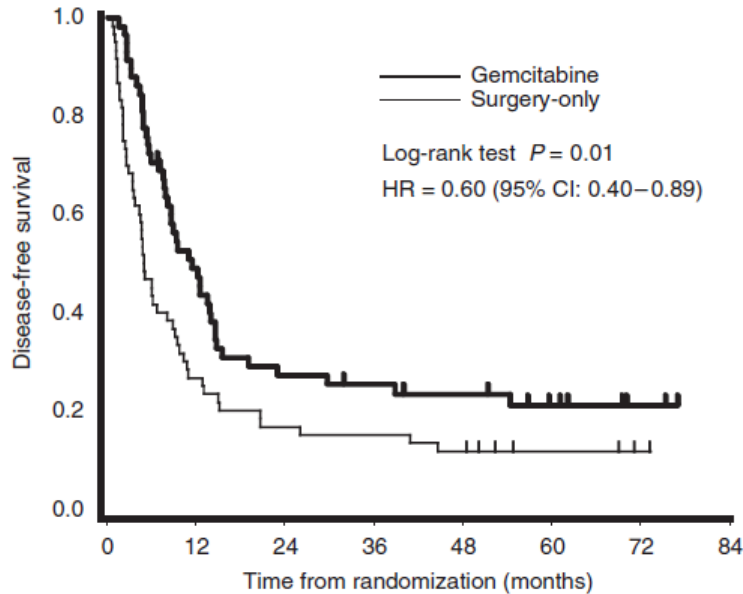 1.0
0.8
0.6
0.4
0.2
0.0
Disease-free survival
Gemcitabine
Surgery-only
Log-rank test P = 0.01
HR = 0.60 (95% CI: 0.40–0.89)
0 12 24 36 48 60 72 84
Time from randomization (months)